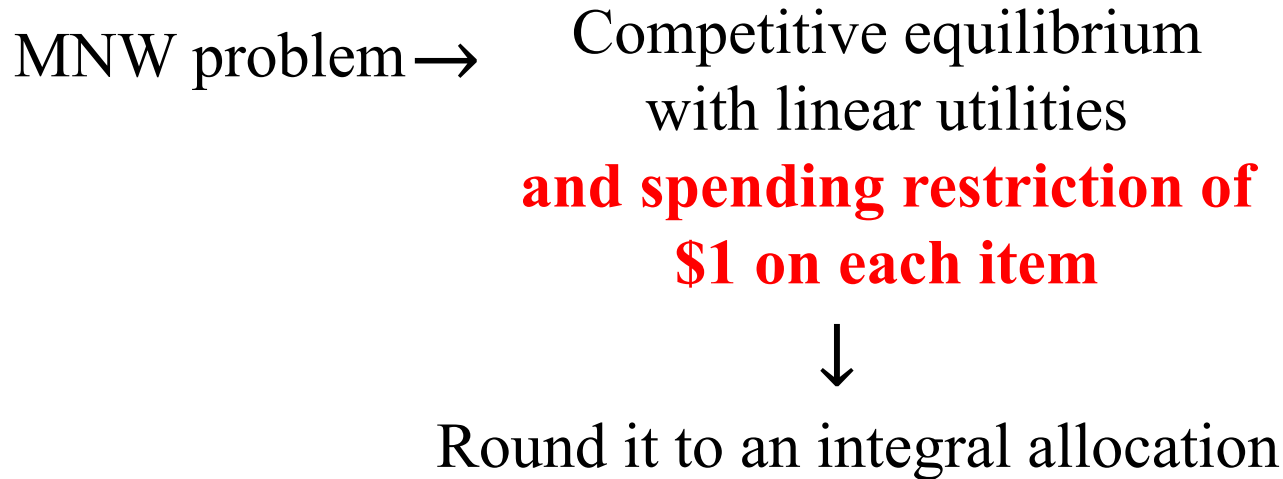 MNW problem → Competitive equilibrium
with linear utilities
and spending restriction of
$1 on each item
↓
Round it to an integral allocation